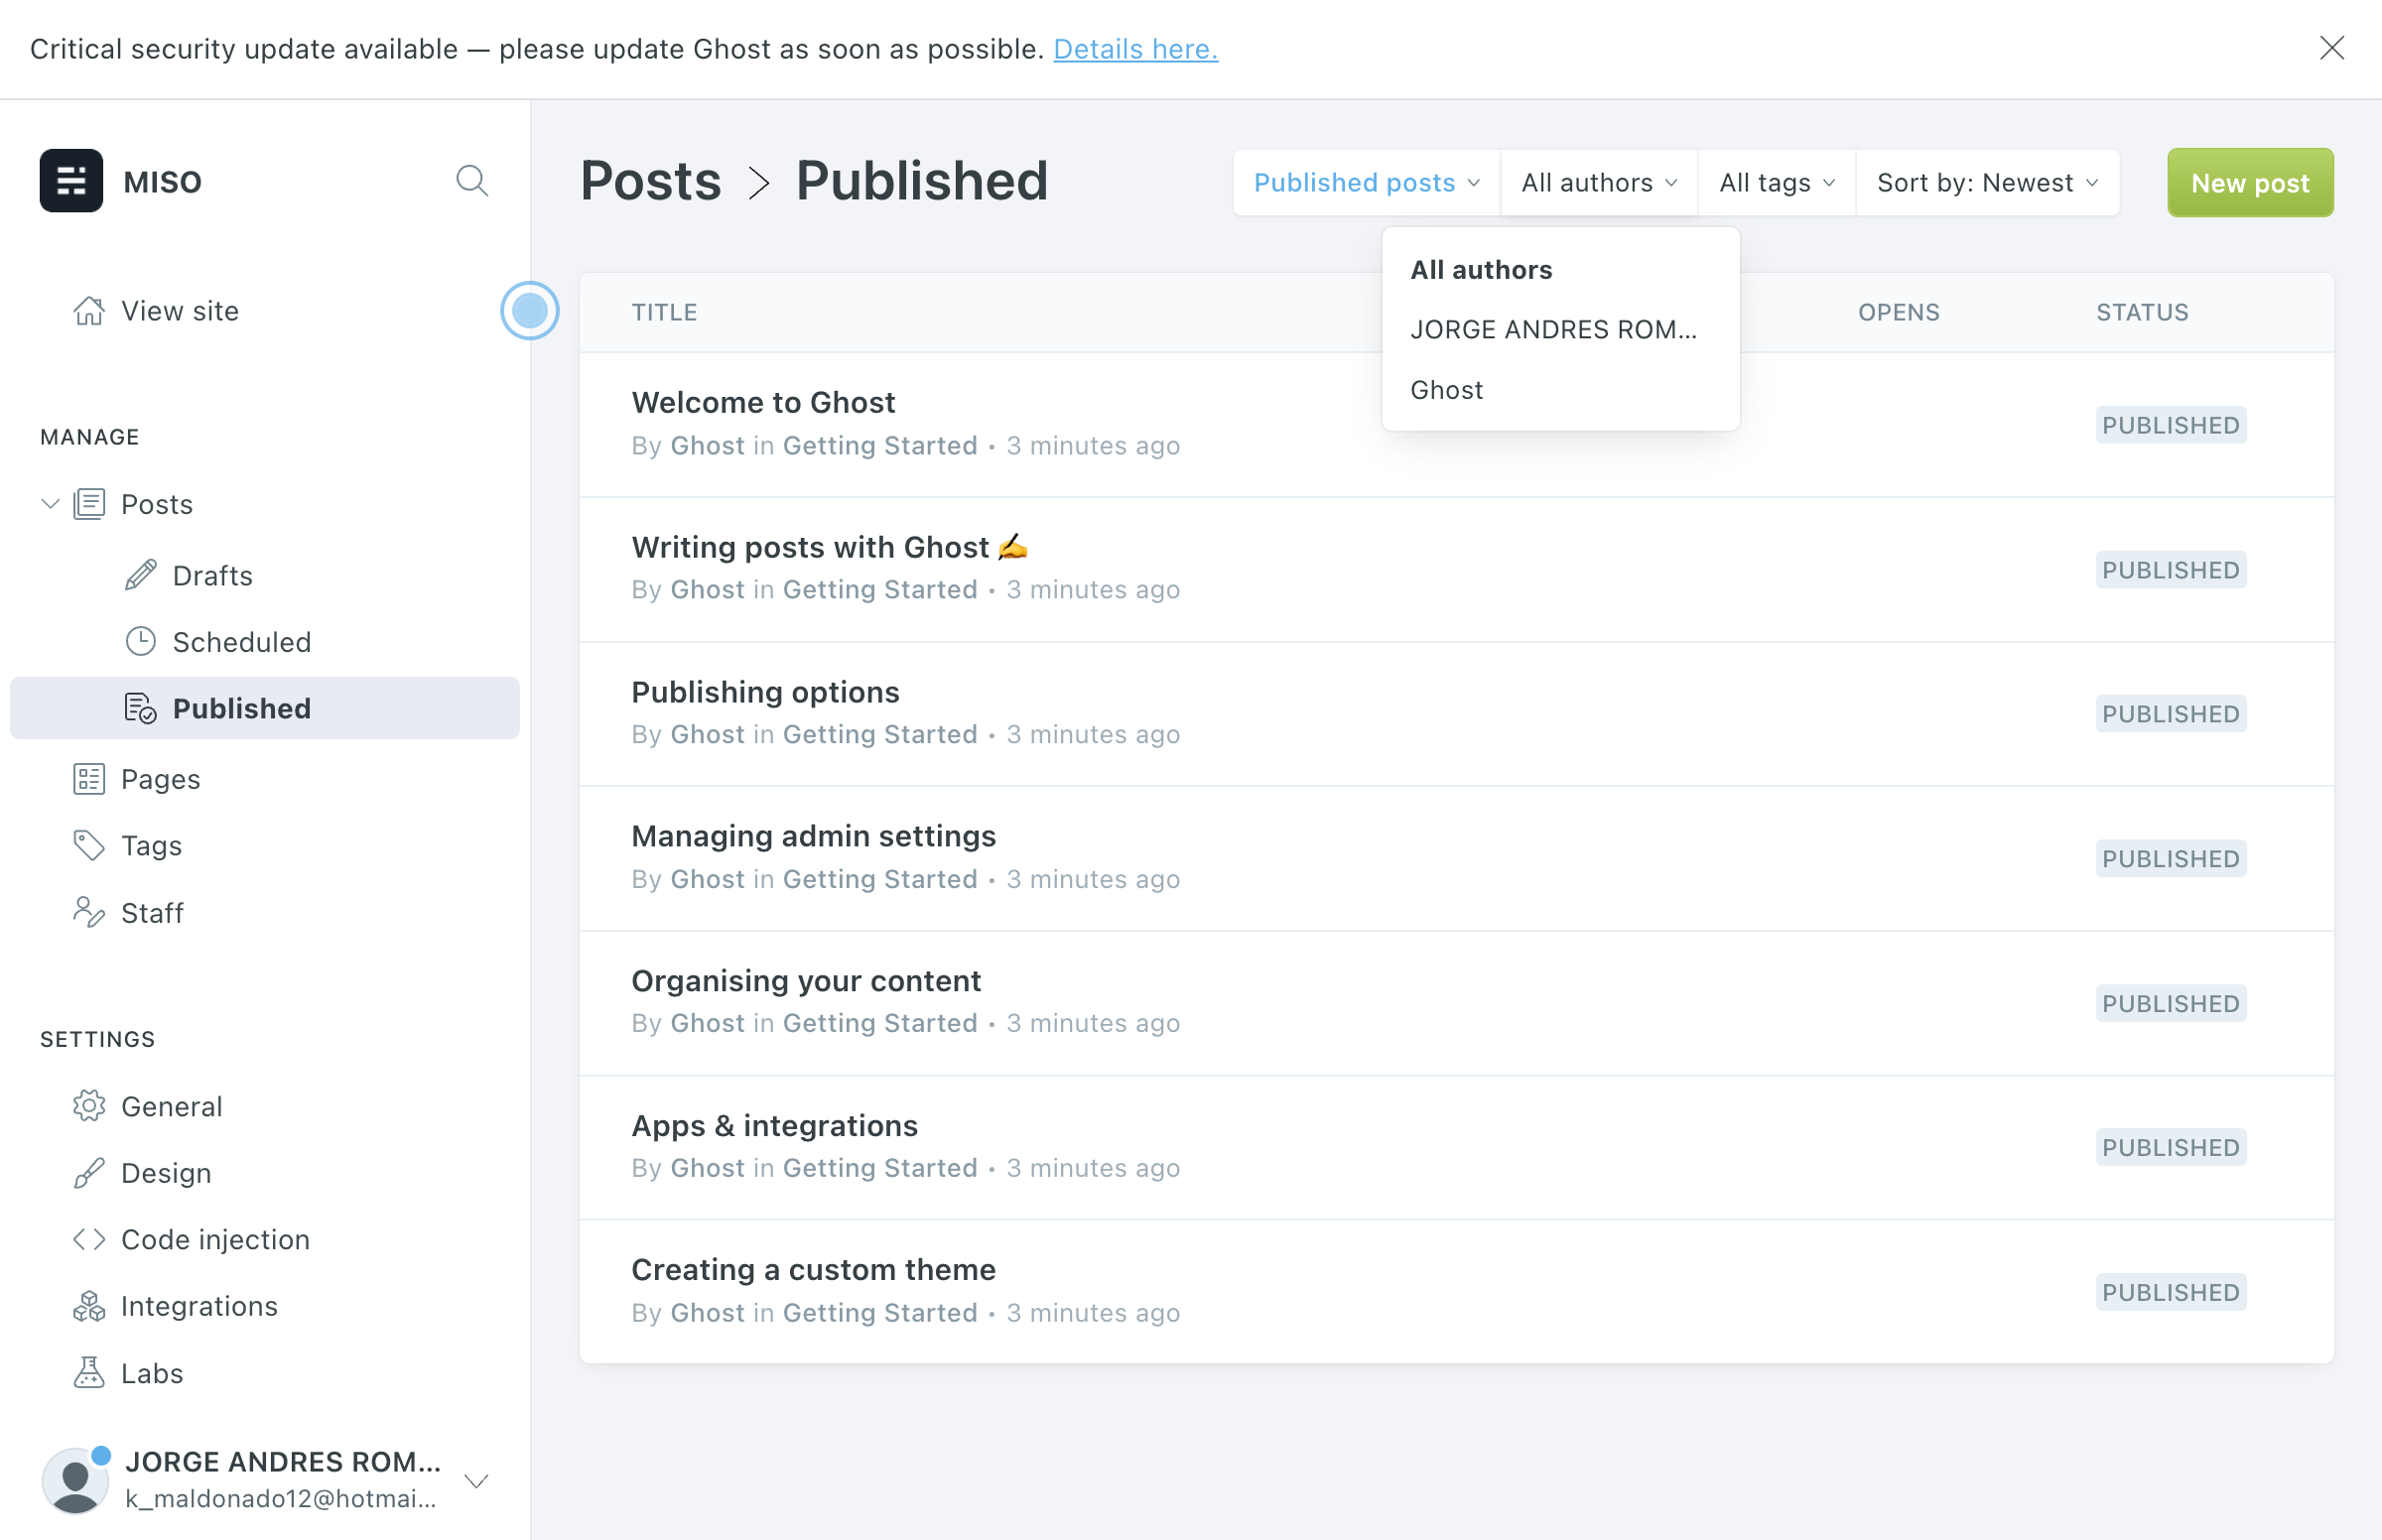 Critical security update available — please update Ghost as soon as possible. Details here.
MISO
View site
MANAGE
Posts
Drafts
Scheduled
Published
Pages
Tags
Staff
SETTINGS
General
Design
Code injection
Integrations
Labs
JORGE ANDRES ROM...
k_maldonado12@hotmai...
Posts > Published
Published posts
All authors
All tags
Sort by: Newest
New post
All authors
JORGE ANDRES ROM...
Ghost
TITLE
OPENS
STATUS
Welcome to Ghost
By Ghost in Getting Started • 3 minutes ago
PUBLISHED
Writing posts with Ghost ✍️
By Ghost in Getting Started • 3 minutes ago
PUBLISHED
Publishing options
By Ghost in Getting Started • 3 minutes ago
PUBLISHED
Managing admin settings
By Ghost in Getting Started • 3 minutes ago
PUBLISHED
Organising your content
By Ghost in Getting Started • 3 minutes ago
PUBLISHED
Apps & integrations
By Ghost in Getting Started • 3 minutes ago
PUBLISHED
Creating a custom theme
By Ghost in Getting Started • 3 minutes ago
PUBLISHED